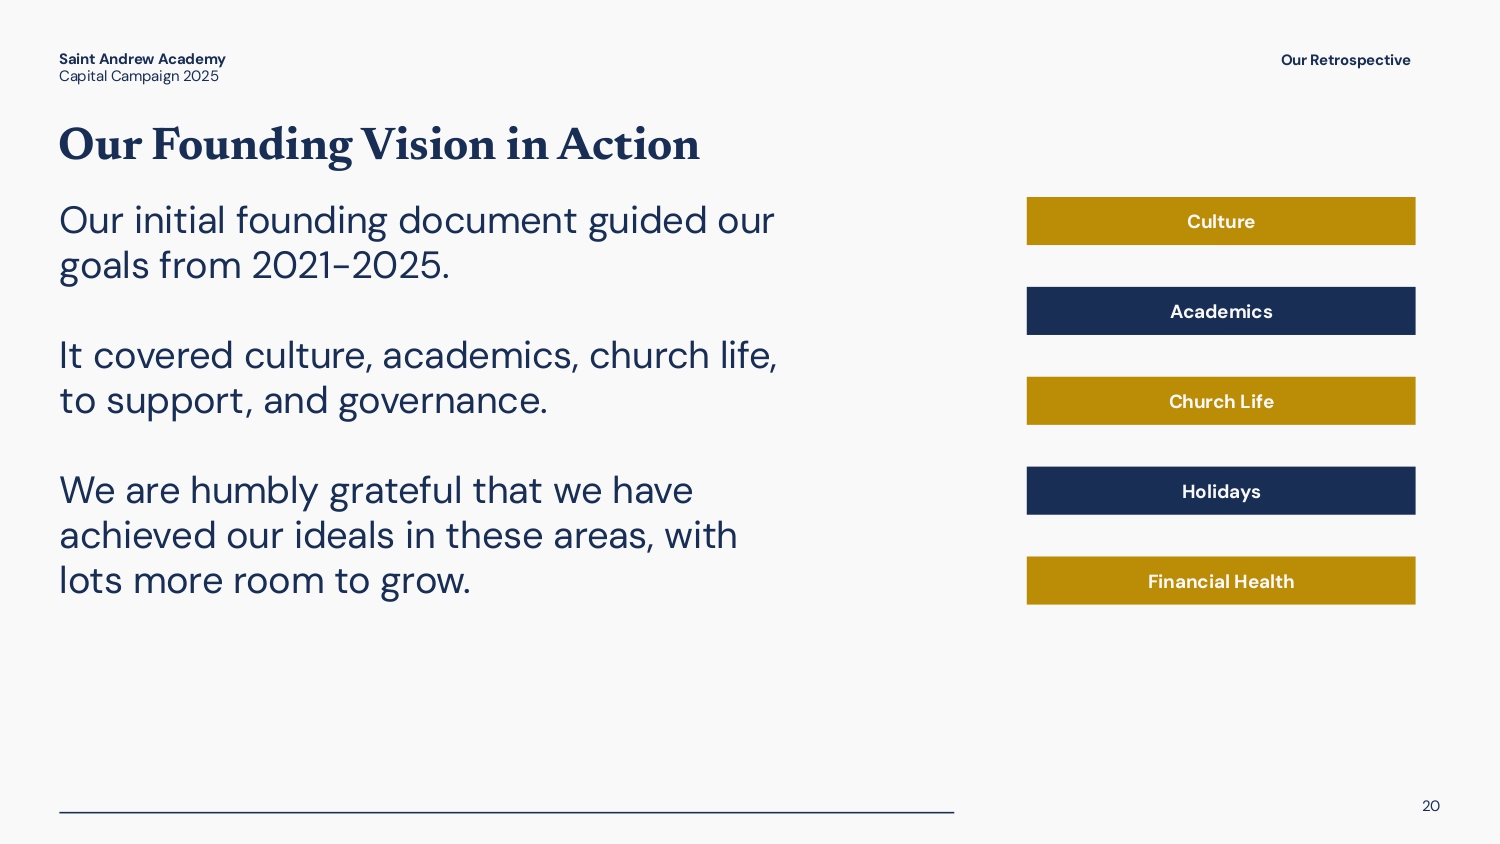 Saint Andrew Academy
Capital Campaign 2025
Our Retrospective
Our Founding Vision in Action
Our initial founding document guided our
goals from 2021-2025.
It covered culture, academics, church life,
to support, and governance.
We are humbly grateful that we have
achieved our ideals in these areas, with
lots more room to grow.
Culture
Academics
Church Life
Holidays
Financial Health
20